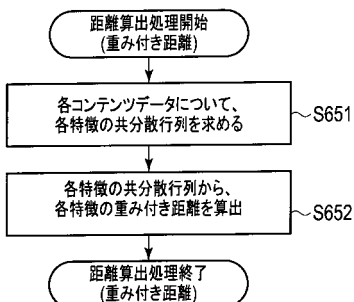 距離算出処理開始
(重み付き距離)
各コンテンツデータについて、
各特徴の共分散行列を求める
S651
各特徴の共分散行列から、
各特徴の重み付き距離を算出
S652
距離算出処理終了
(重み付き距離)